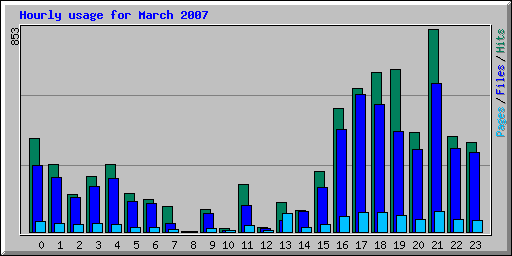 Hourly usage for March 2007
853
Pages / Files / Hits
0 1 2 3 4 5 6 7 8 9 10 11 12 13 14 15 16 17 18 19 20 21 22 23